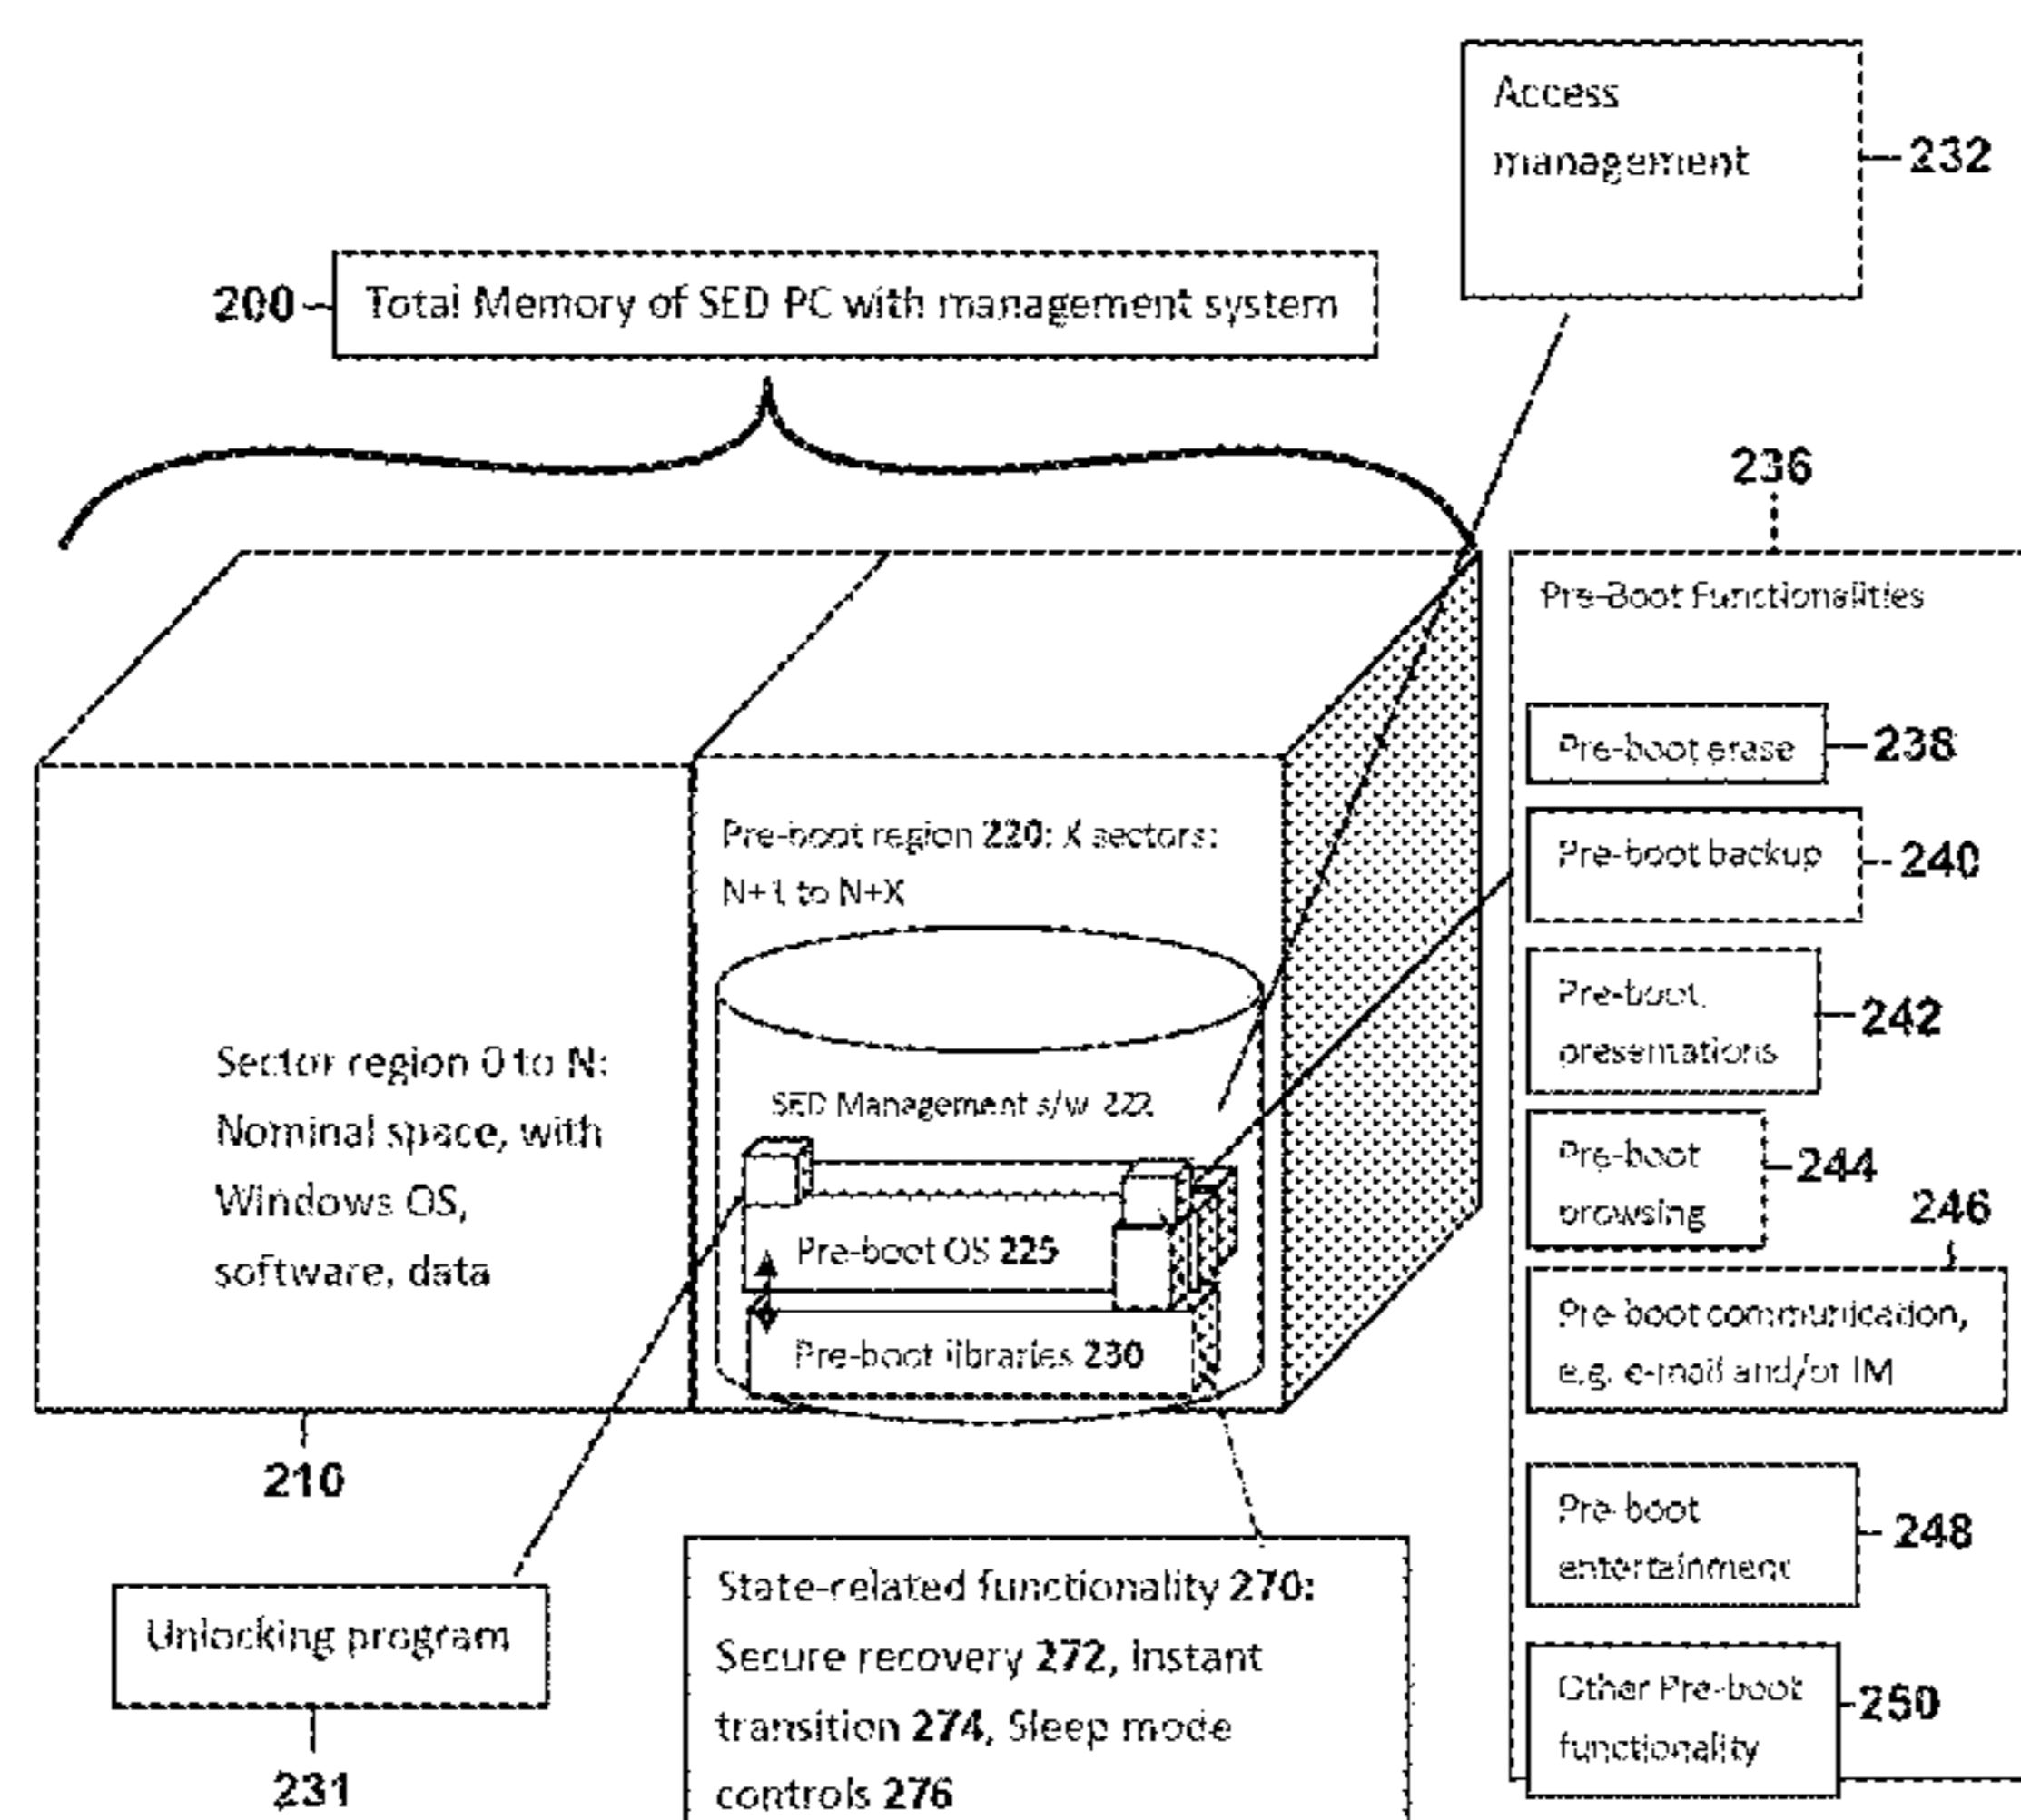 Access
management
232
200
Total Memory of SED PC with management system
236
Pre-Boot Functionalities
Pre-boot erase
238
Pre-boot region 220: X sectors:
N+1 to N+X
Pre-boot backup
240
Pre-boot
presentations
242
Sector region 0 to N:
Nominal space, with
Windows OS,
software, data
SED Management s/w 222
Pre-boot
browsing
244
246
Pre-boot OS 225
Pre-boot libraries 230
Pre-boot communication,
e.g. e-mail and/or IM
210
Pre-boot
entertainment
248
Unlocking program
231
State-related functionality 270:
Secure recovery 272, Instant
transition 274, Sleep mode
controls 276
Other Pre-boot
functionality
250